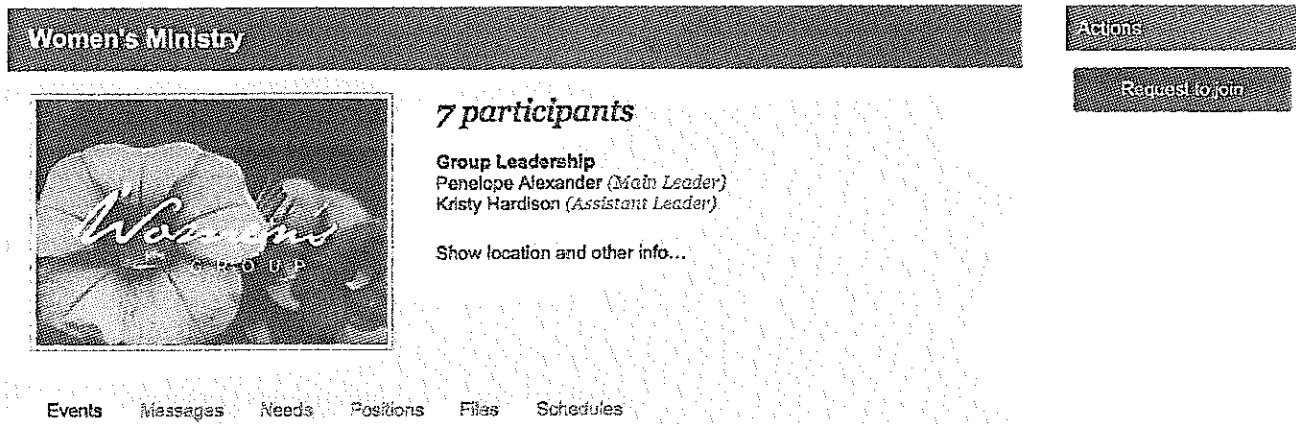 Women's Ministry
Actions
Request to join
7 participants
Group Leadership
Penelope Alexander (Main Leader)
Kristy Hardison (Assistant Leader)
Show location and other info...
Women's
GROUP
Events Messages Needs Positions Files Schedules